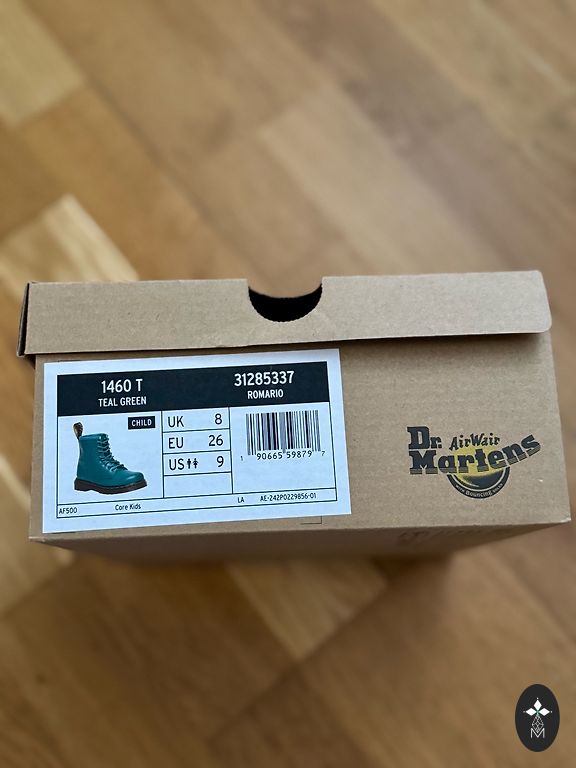 1460 T
TEAL GREEN
31285337
ROMARIO
CHILD
UK 8
EU 26
US 9
1 90665 59879 7
AF500
Core Kids
LA
AE-242P0229856-01
Dr. AirWair
Martens
Bouncing
M